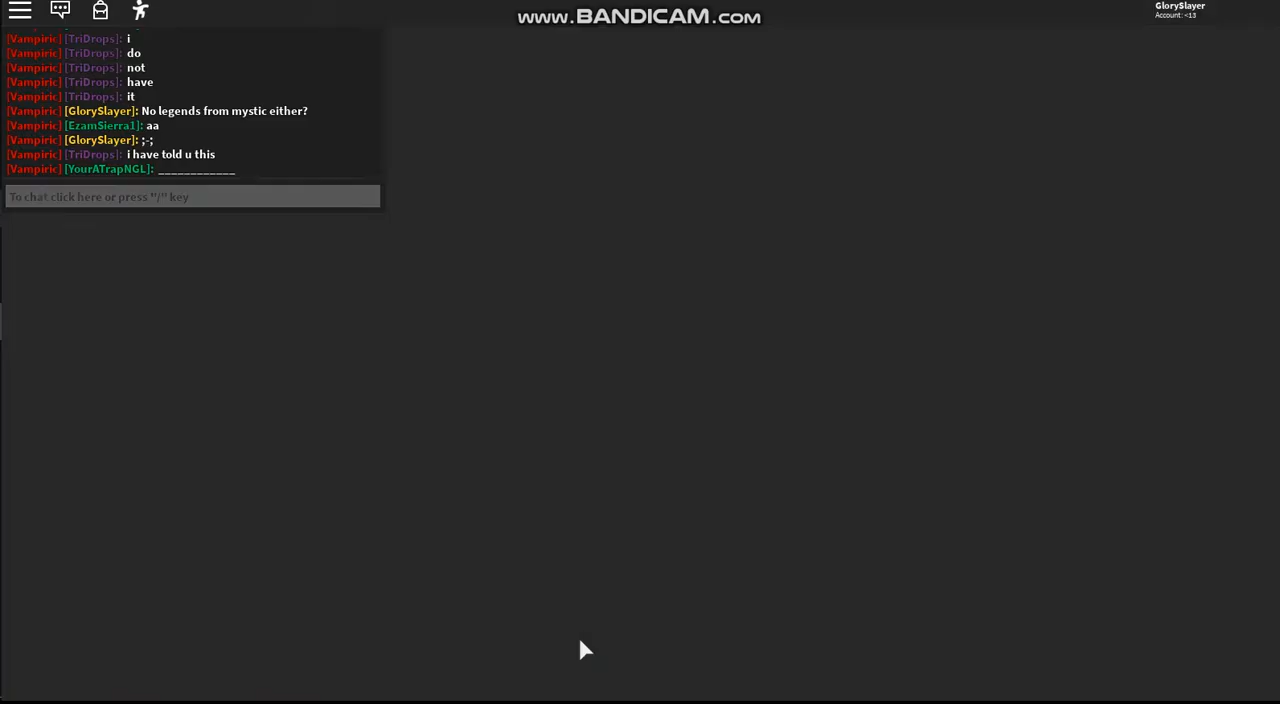 www.BANDICAM.com
GlorySlayer
Account: <13
[Vampiric] [TriDrops]: i
[Vampiric] [TriDrops]: do
[Vampiric] [TriDrops]: not
[Vampiric] [TriDrops]: have
[Vampiric] [TriDrops]: it
[Vampiric] [GlorySlayer]: No legends from mystic either?
[Vampiric] [EzamSierra1]: aa
[Vampiric] [GlorySlayer]: ;-;
[Vampiric] [TriDrops]: i have told u this
[Vampiric] [YourATrapNGL]: ____________
To chat click here or press "/" key